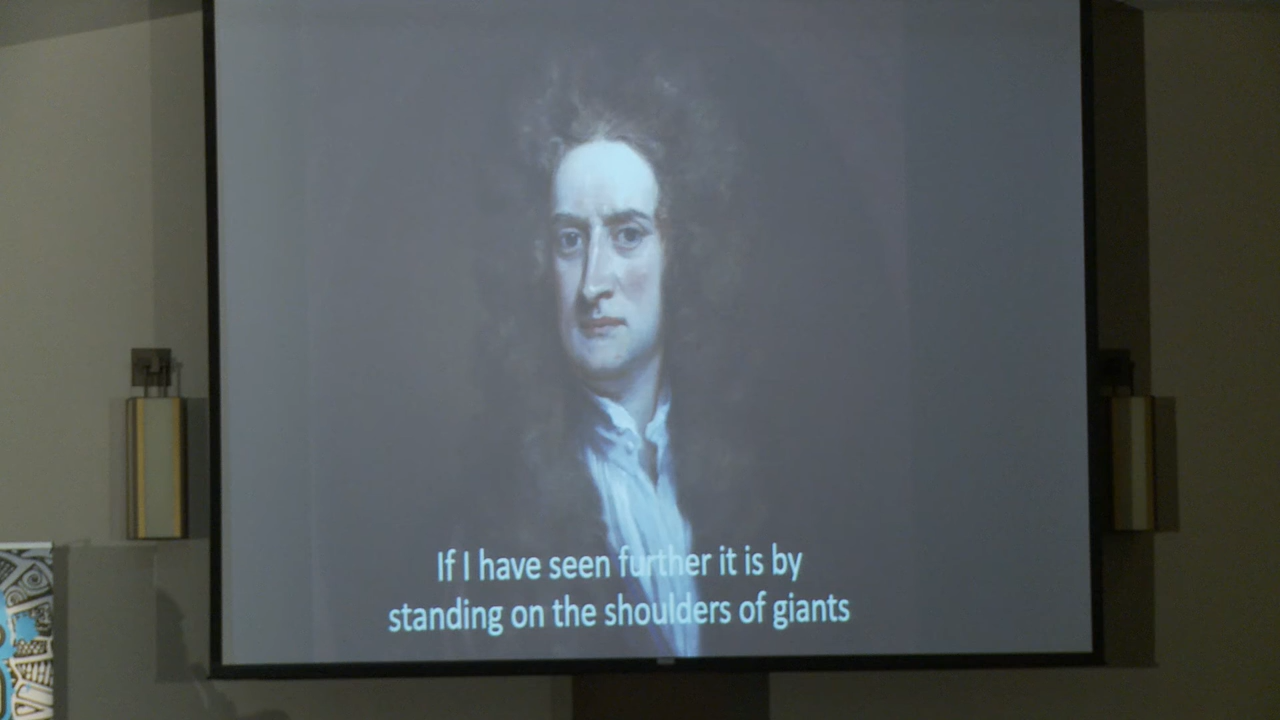 If I have seen further it is by
standing on the shoulders of giants